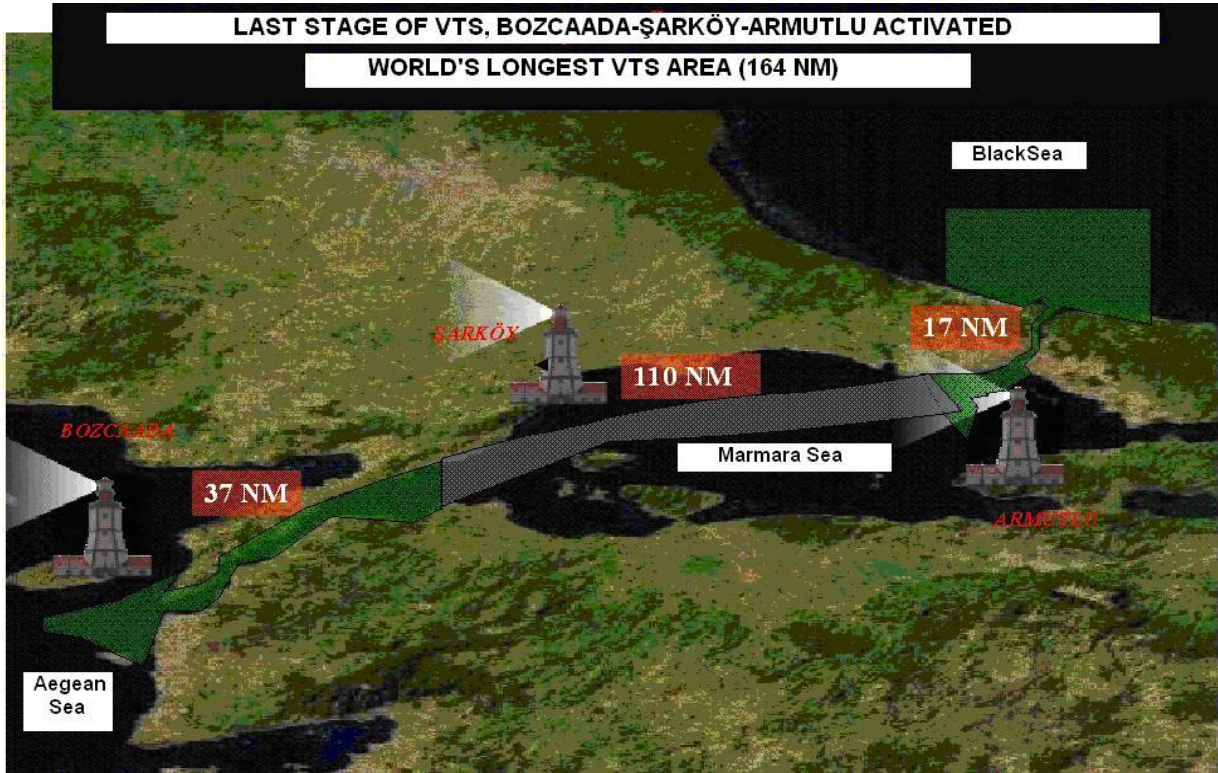 LAST STAGE OF VTS, BOZCAADA-ŞARKÖY-ARMUTLU ACTIVATED
WORLD'S LONGEST VTS AREA (164 NM)
BlackSea
17 NM
ŞARKÖY
110 NM
BOZCAADA
Marmara Sea
37 NM
ARMUTLU
Aegean
Sea